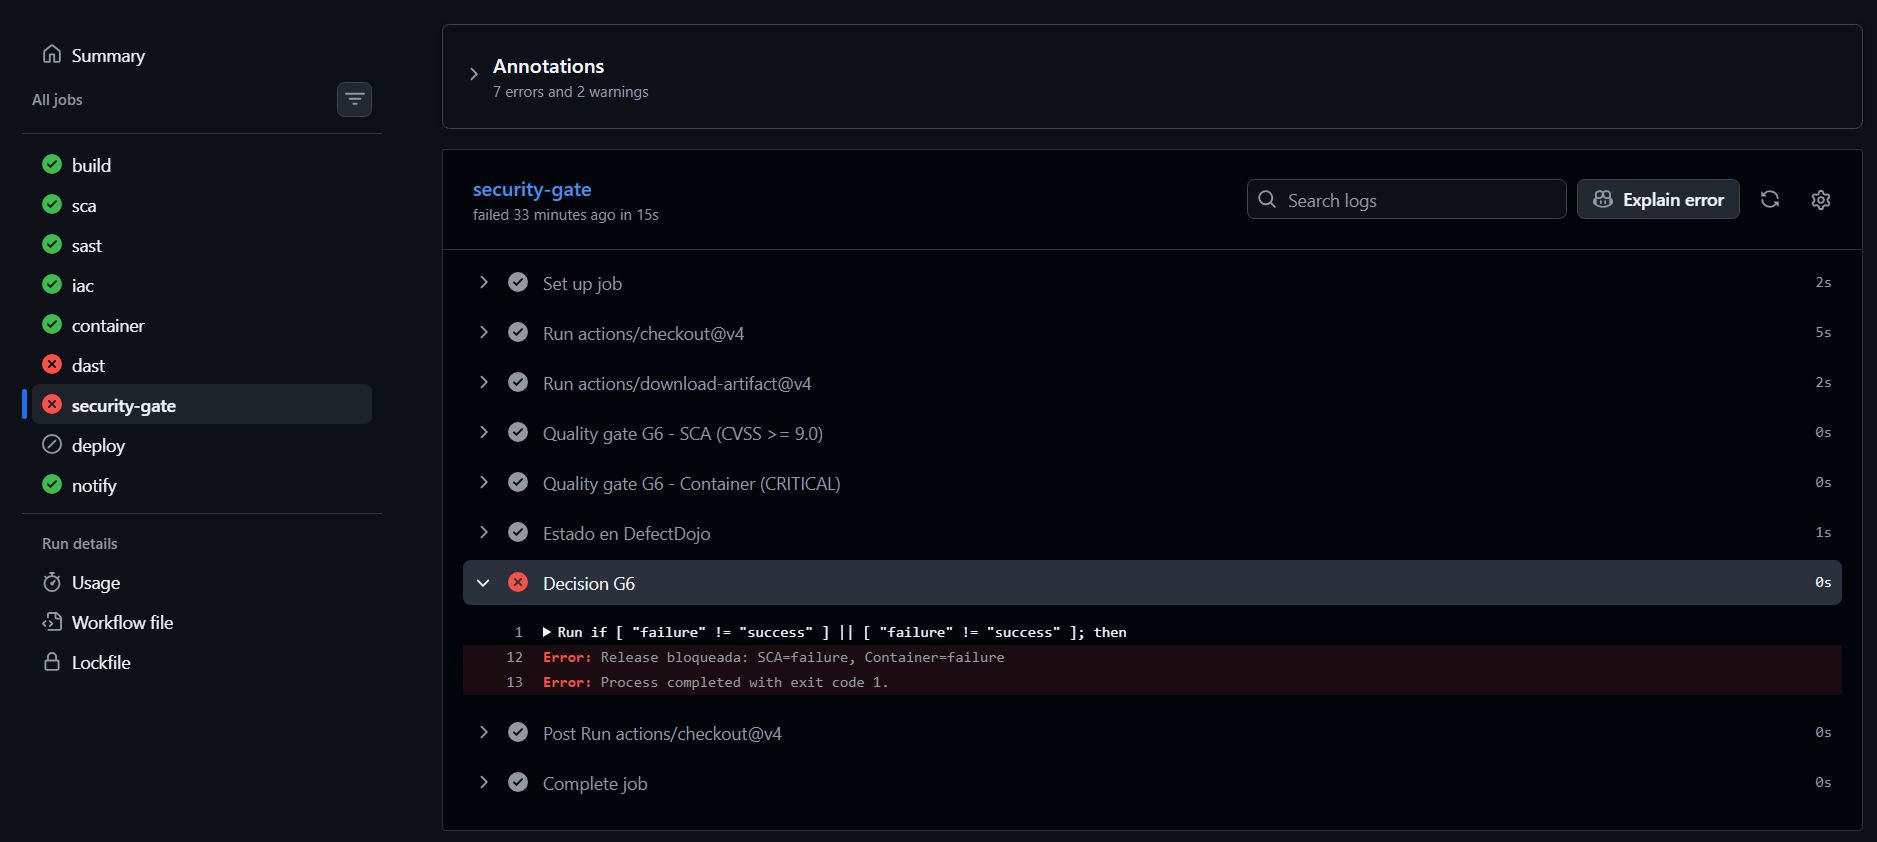 Summary
All jobs
build
sca
sast
iac
container
dast
security-gate
deploy
notify
Run details
Usage
Workflow file
Lockfile
Annotations
7 errors and 2 warnings
security-gate
failed 33 minutes ago in 15s
Search logs
Explain error
Set up job 2s
Run actions/checkout@v4 5s
Run actions/download-artifact@v4 2s
Quality gate G6 - SCA (CVSS >= 9.0) 0s
Quality gate G6 - Container (CRITICAL) 0s
Estado en DefectDojo 1s
Decision G6 0s
1 Run if [ "failure" != "success" ] || [ "failure" != "success" ]; then
12 Error: Release bloqueada: SCA=failure, Container=failure
13 Error: Process completed with exit code 1.
Post Run actions/checkout@v4 0s
Complete job 0s